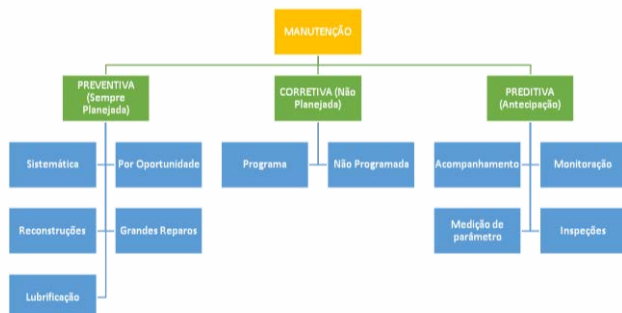 MANUTENÇÃO
PREVENTIVA
(Sempre
Planejada)
CORRETIVA (Não
Planejada)
PREDITIVA
(Antecipação)
Sistemática
Por Oportunidade
Programa
Não Programada
Acompanhamento
Monitoração
Reconstruções
Grandes Reparos
Medição de
parâmetro
Inspeções
Lubrificação